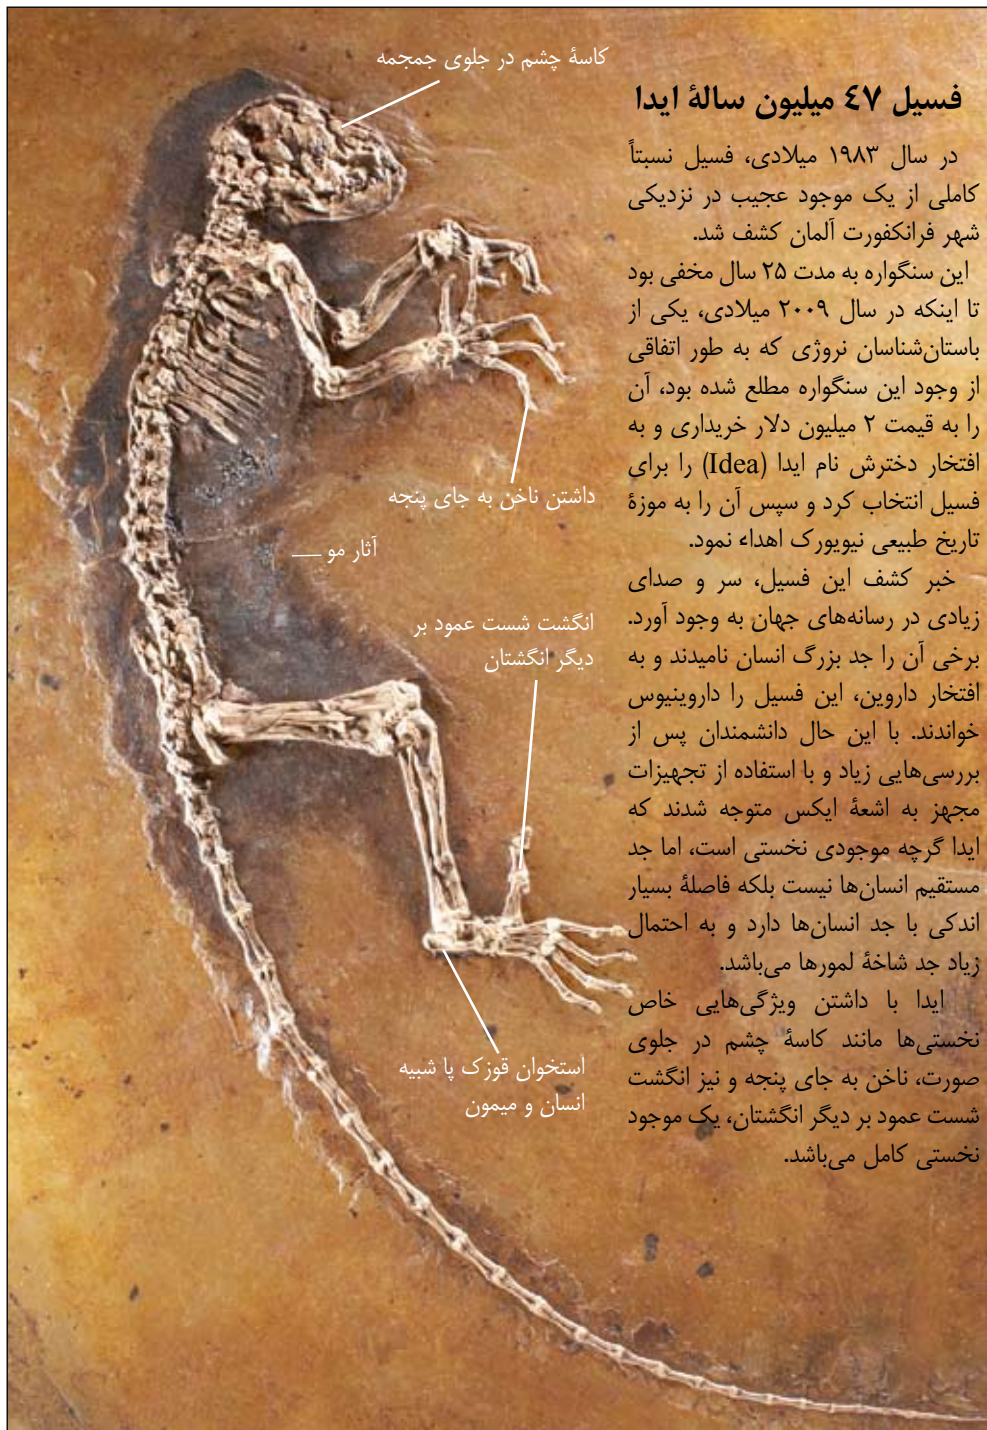 کاسهٔ چشم در جلوی جمجمه
فسیل ٤٧ میلیون سالهٔ ایدا
در سال ۱۹۸۳ میلادی، فسیل نسبتاً
کاملی از یک موجود عجیب در نزدیکی
شهر فرانکفورت آلمان کشف شد.
این سنگواره به مدت ۲۵ سال مخفی بود
تا اینکه در سال ۲۰۰۹ میلادی، یکی از
باستان‌شناسان نروژی که به طور اتفاقی
از وجود این سنگواره مطلع شده بود، آن
را به قیمت ۲ میلیون دلار خریداری و به
افتخار دخترش نام ایدا (Idea) را برای
فسیل انتخاب کرد و سپس آن را به موزهٔ
تاریخ طبیعی نیویورک اهداء نمود.
خبر کشف این فسیل، سر و صدای
زیادی در رسانه‌های جهان به وجود آورد.
برخی آن را جد بزرگ انسان نامیدند و به
افتخار داروین، این فسیل را داروینیوس
خواندند. با این حال دانشمندان پس از
بررسی‌هایی زیاد و با استفاده از تجهیزات
مجهز به اشعهٔ ایکس متوجه شدند که
ایدا گرچه موجودی نخستی است، اما جد
مستقیم انسان‌ها نیست بلکه فاصلهٔ بسیار
اندکی با جد انسان‌ها دارد و به احتمال
زیاد جد شاخهٔ لمورها می‌باشد.
ایدا با داشتن ویژگی‌هایی خاص
نخستی‌ها مانند کاسهٔ چشم در جلوی
صورت، ناخن به جای پنجه و نیز انگشت
شست عمود بر دیگر انگشتان، یک موجود
نخستی کامل می‌باشد.
داشتن ناخن به جای پنجه
آثار مو
انگشت شست عمود بر
دیگر انگشتان
استخوان قوزک پا شبیه
انسان و میمون